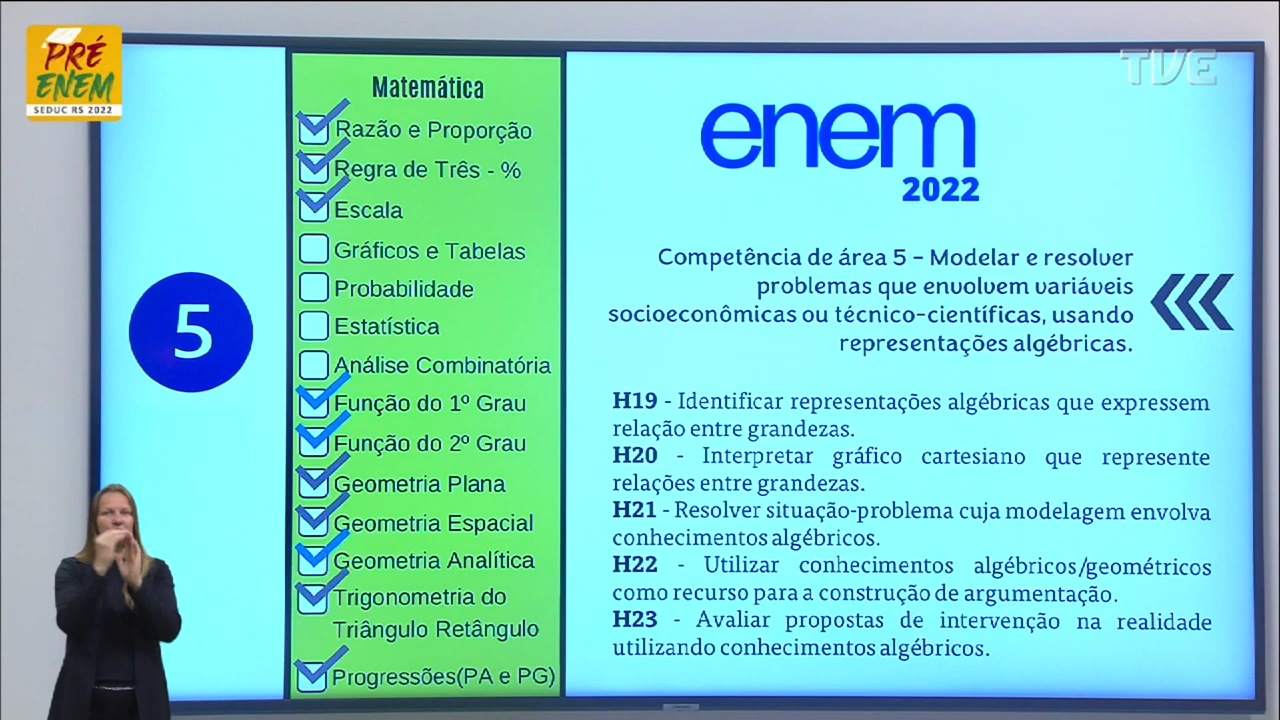 PRÉ
ENEM
SEDUC RS 2022
TVE
5
Matemática
Razão e Proporção
Regra de Três - %
Escala
Gráficos e Tabelas
Probabilidade
Estatística
Análise Combinatória
Função do 1º Grau
Função do 2º Grau
Geometria Plana
Geometria Espacial
Geometria Analítica
Trigonometria do
Triângulo Retângulo
Progressões(PA e PG)
enem
2022
Competência de área 5 - Modelar e resolver
problemas que envolvem variáveis
socioeconômicas ou técnico-científicas, usando
representações algébricas.
H19 - Identificar representações algébricas que expressem
relação entre grandezas.
H20 - Interpretar gráfico cartesiano que represente
relações entre grandezas.
H21 - Resolver situação-problema cuja modelagem envolva
conhecimentos algébricos.
H22 - Utilizar conhecimentos algébricos/geométricos
como recurso para a construção de argumentação.
H23 - Avaliar propostas de intervenção na realidade
utilizando conhecimentos algébricos.